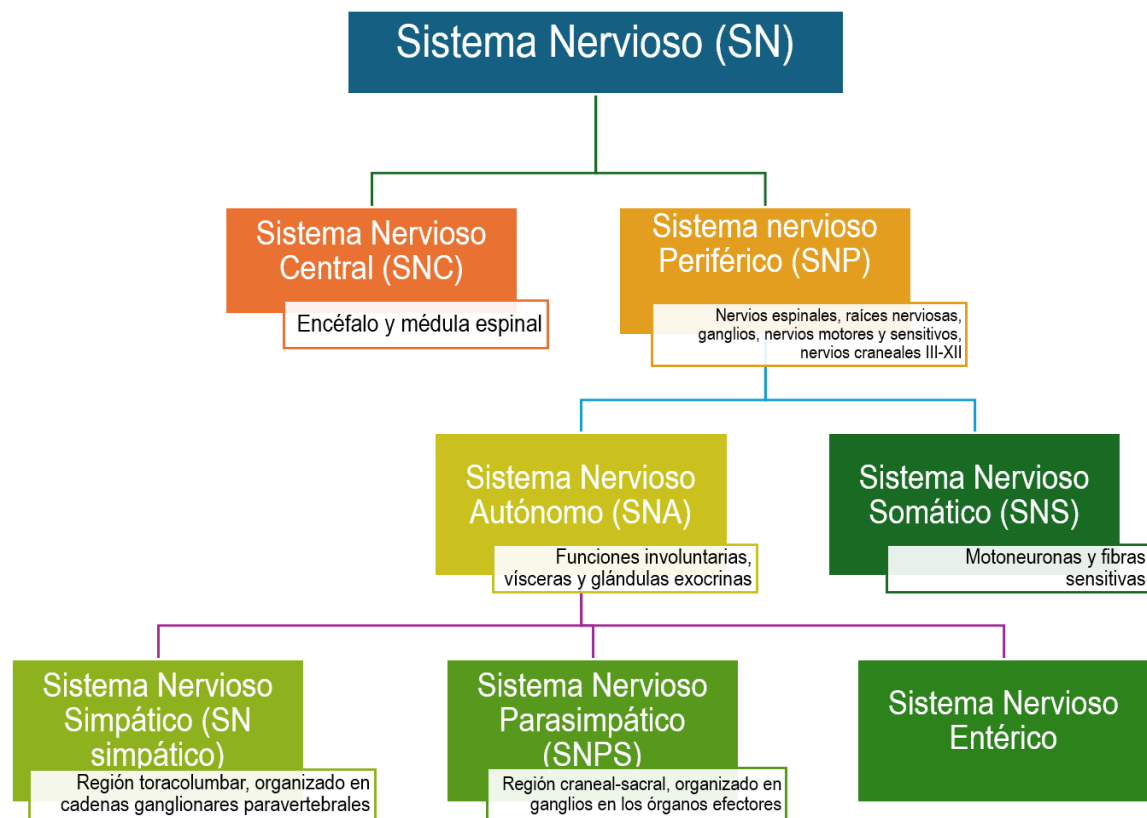 Sistema Nervioso (SN)
Sistema Nervioso
Central (SNC)
Encéfalo y médula espinal
Sistema nervioso
Periférico (SNP)
Nervios espinales, raíces nerviosas,
ganglios, nervios motores y sensitivos,
nervios craneales III-XII
Sistema Nervioso
Autónomo (SNA)
Funciones involuntarias,
vísceras y glándulas exocrinas
Sistema Nervioso
Somático (SNS)
Motoneuronas y fibras
sensitivas
Sistema Nervioso
Simpático (SN
simpático)
Región toracolumbar, organizado en
cadenas ganglionares paravertebrales
Sistema Nervioso
Parasimpático
(SNPS)
Región craneal-sacral, organizado en
ganglios en los órganos efectores
Sistema Nervioso
Entérico